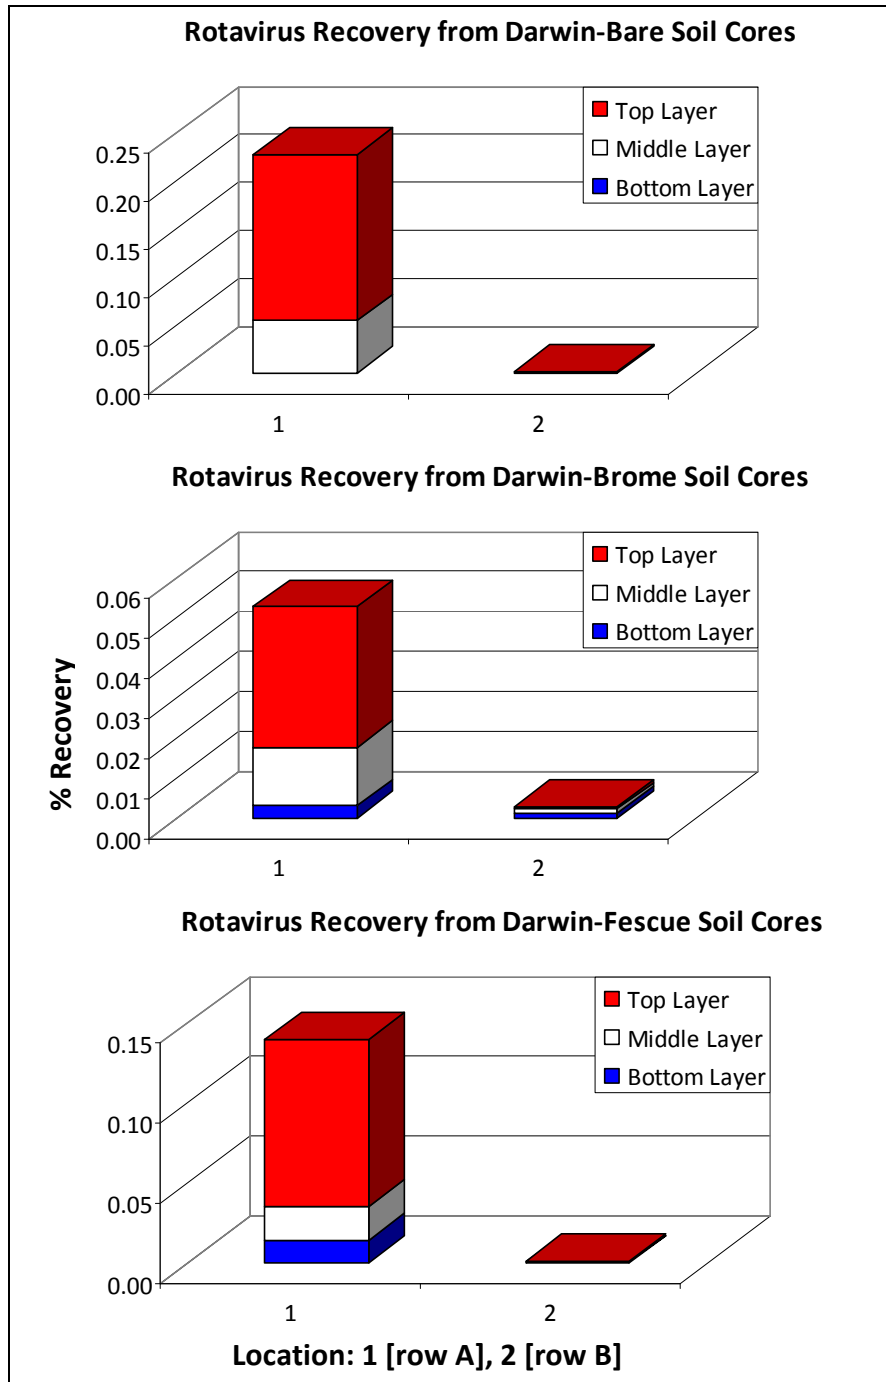 Rotavirus Recovery from Darwin-Bare Soil Cores
Top Layer
Middle Layer
Bottom Layer
0.25
0.20
0.15
0.10
0.05
0.00
1 2
Rotavirus Recovery from Darwin-Brome Soil Cores
Top Layer
Middle Layer
Bottom Layer
% Recovery
0.06
0.05
0.04
0.03
0.02
0.01
0.00
1 2
Rotavirus Recovery from Darwin-Fescue Soil Cores
Top Layer
Middle Layer
Bottom Layer
0.15
0.10
0.05
0.00
1 2
Location: 1 [row A], 2 [row B]